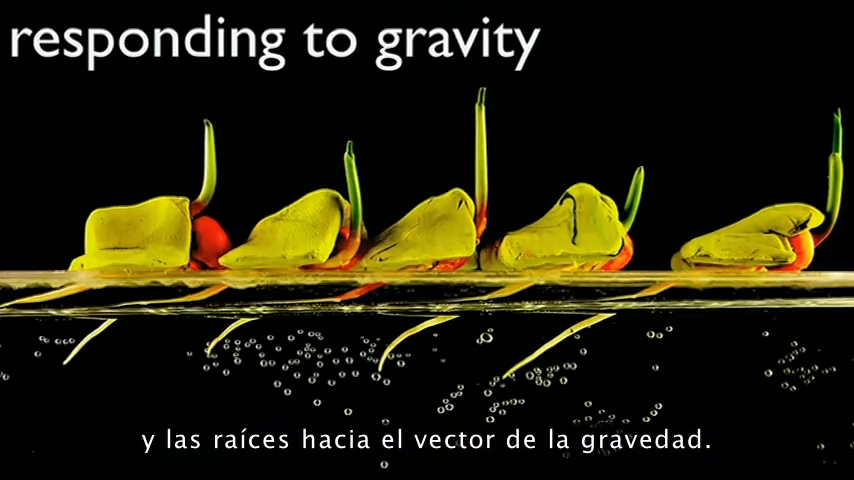 responding to gravity
y las raíces hacia el vector de la gravedad.